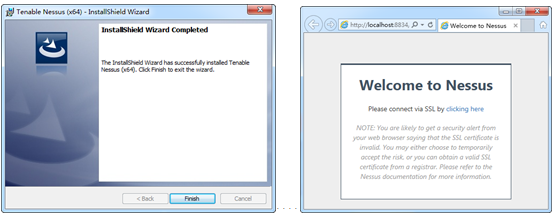 Tenable Nessus (x64) - InstallShield Wizard
InstallShield Wizard Completed
The InstallShield Wizard has successfully installed Tenable
Nessus (x64). Click Finish to exit the wizard.
< Back
Finish
Cancel
http://localhost:8834,
Welcome to Nessus
Welcome to Nessus
Please connect via SSL by clicking here
NOTE: You are likely to get a security alert from
your web browser saying that the SSL certificate is
invalid. You may either choose to temporarily
accept the risk, or you can obtain a valid SSL
certificate from a registrar. Please refer to the
Nessus documentation for more information.